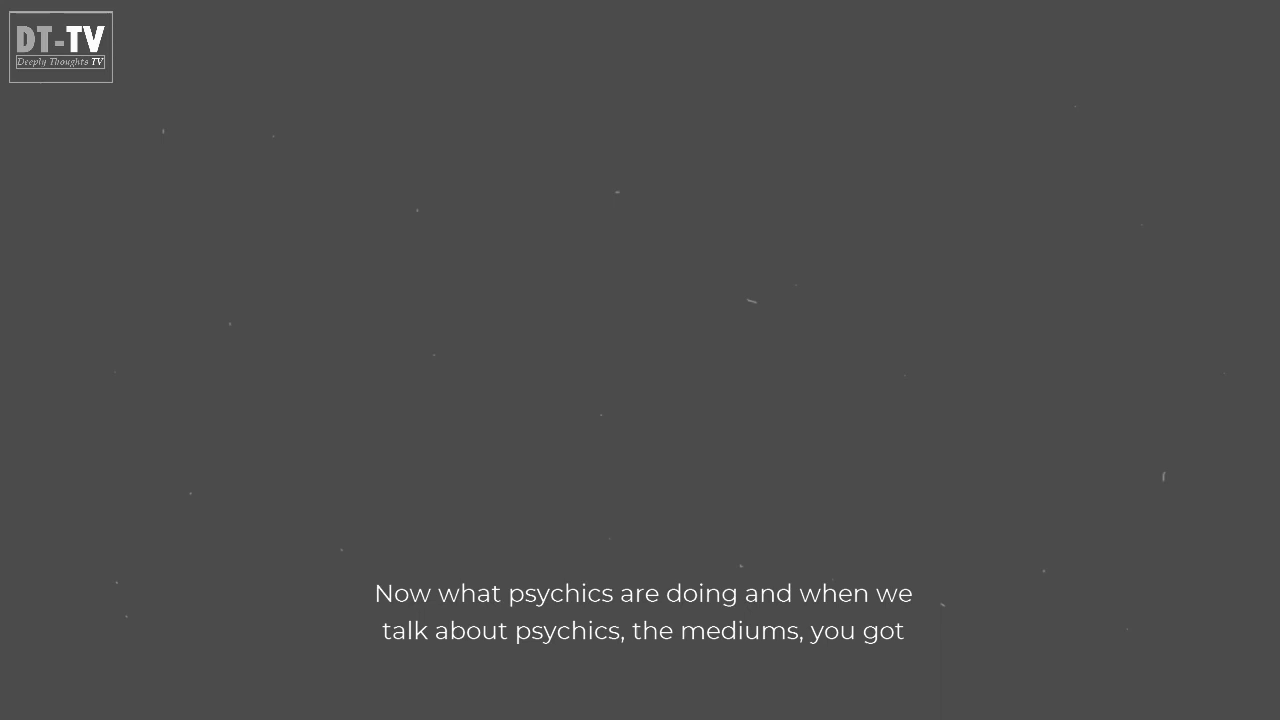 DT-TV
Deeply Thoughts TV
Now what psychics are doing and when we
talk about psychics, the mediums, you got